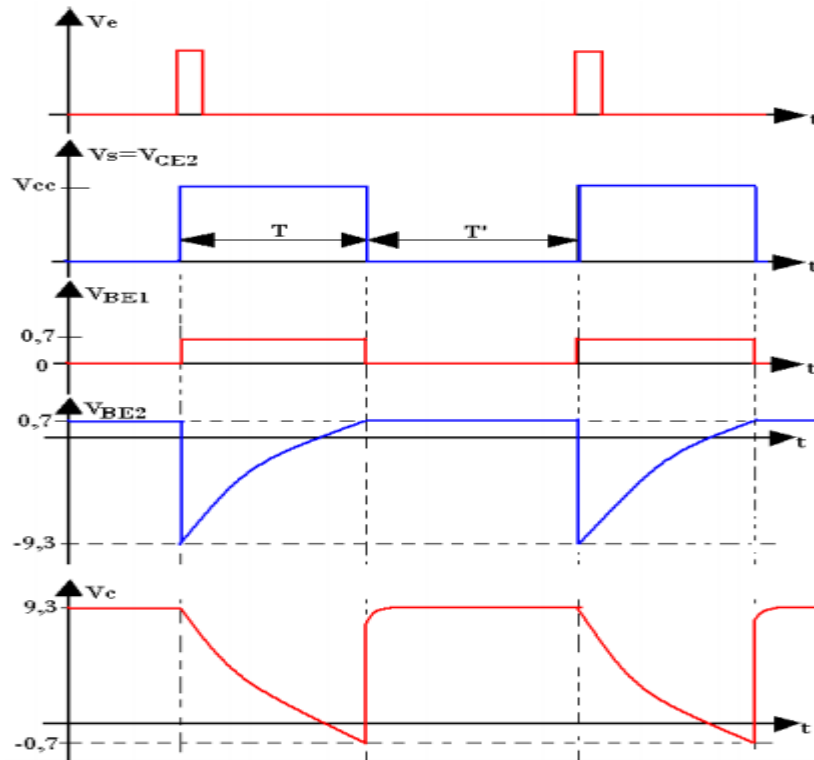 Ve
t
Vs=VCE2
Vcc
T
T'
t
VBE1
0,7
0
t
VBE2
0,7
t
-9,3
Vc
9,3
t
-0,7